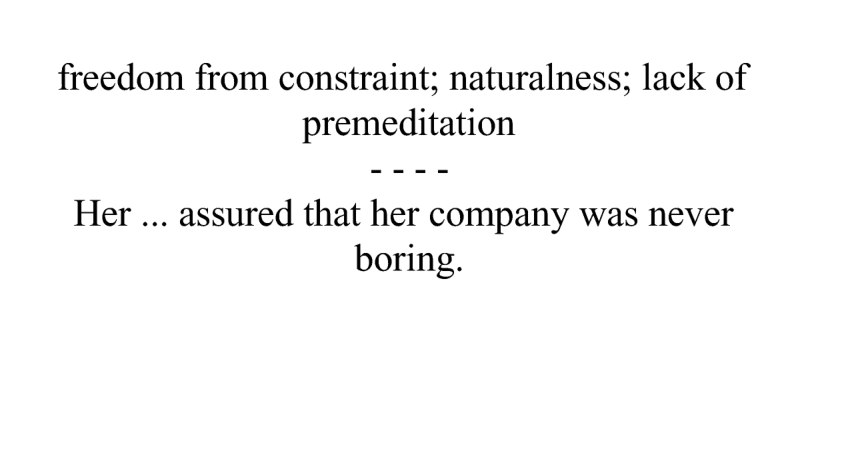 freedom from constraint; naturalness; lack of
premeditation
- - - -
Her ... assured that her company was never
boring.